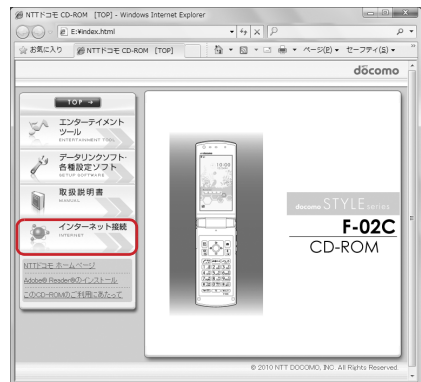 NTTドコモ CD-ROM [TOP] - Windows Internet Explorer
E:¥index.html
お気に入り
NTTドコモ CD-ROM [TOP]
ページ(P)
セーフティ(S)
döcomo
TOP
エンターテイメント
ツール
ENTERTAINMENT TOOL
データリンクソフト・
各種設定ソフト
SETUP SOFTWARE
取扱説明書
MANUAL
インターネット接続
INTERNET
NTTドコモ ホームページ
Adobe® Reader®のインストール
このCD-ROMのご利用にあたって
docomo STYLE series
F-02C
CD-ROM
© 2010 NTT DOCOMO, INC. All Rights Reserved.